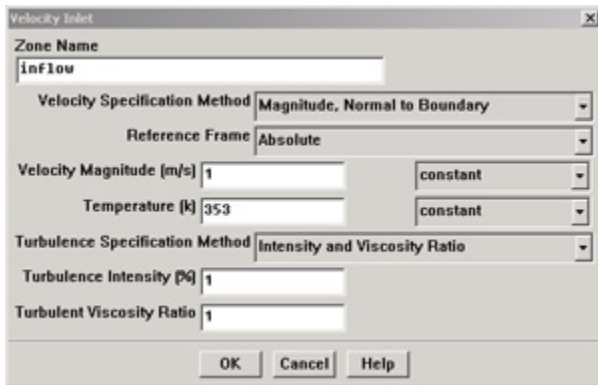 Velocity Inlet
Zone Name
inflow
Velocity Specification Method Magnitude, Normal to Boundary
Reference Frame Absolute
Velocity Magnitude (m/s) 1 constant
Temperature (k) 353 constant
Turbulence Specification Method Intensity and Viscosity Ratio
Turbulence Intensity (%) 1
Turbulent Viscosity Ratio 1
OK Cancel Help